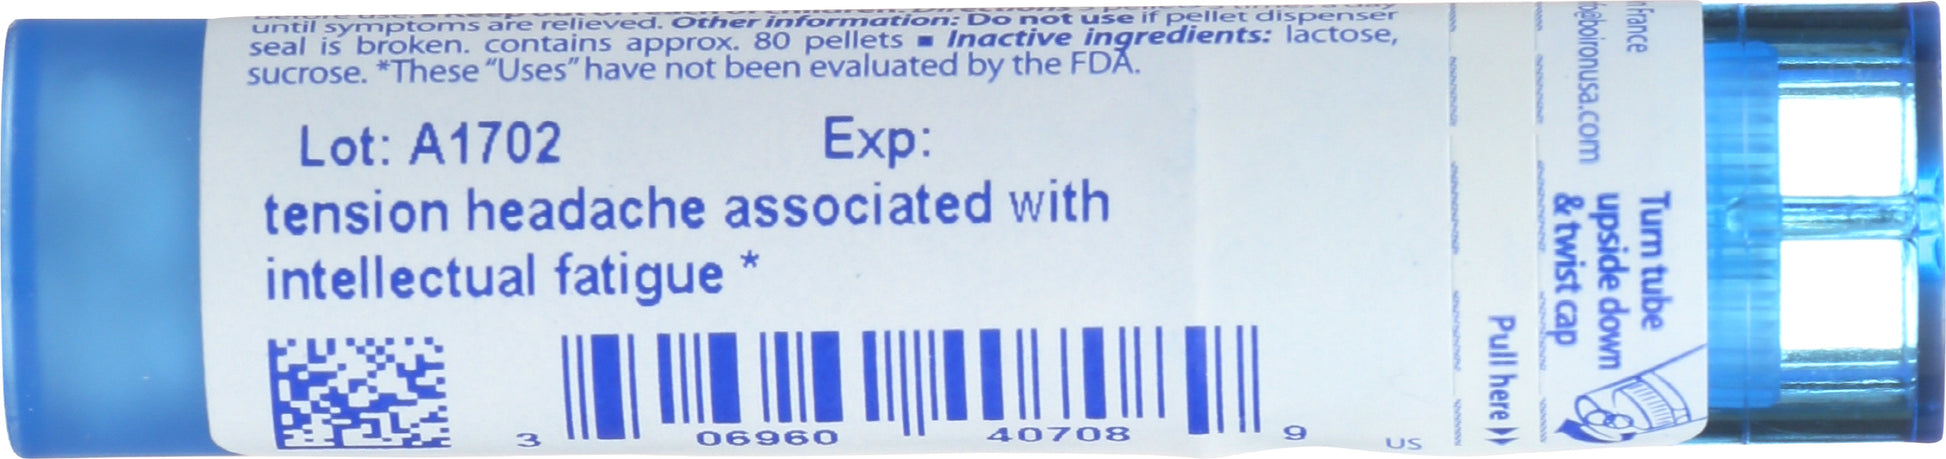 until symptoms are relieved. Other information: Do not use if pellet dispenser
seal is broken. contains approx. 80 pellets ■ Inactive ingredients: lactose,
sucrose. *These “Uses” have not been evaluated by the FDA.
Lot: A1702 Exp:
tension headache associated with
intellectual fatigue *
3 06960 40708 9
US
France
@boironusa.com
Turn tube
upside down
& twist cap
Pull here